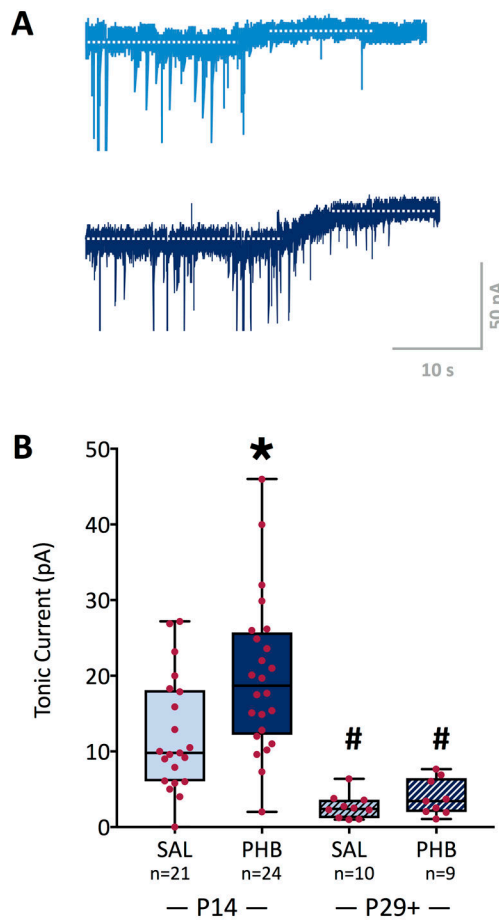 A
50 pA
10 s
B
*
50
40
30
20
10
0
Tonic Current (pA)
# #
SAL PHB SAL PHB
n=21 n=24 n=10 n=9
— P14 — — P29+ —